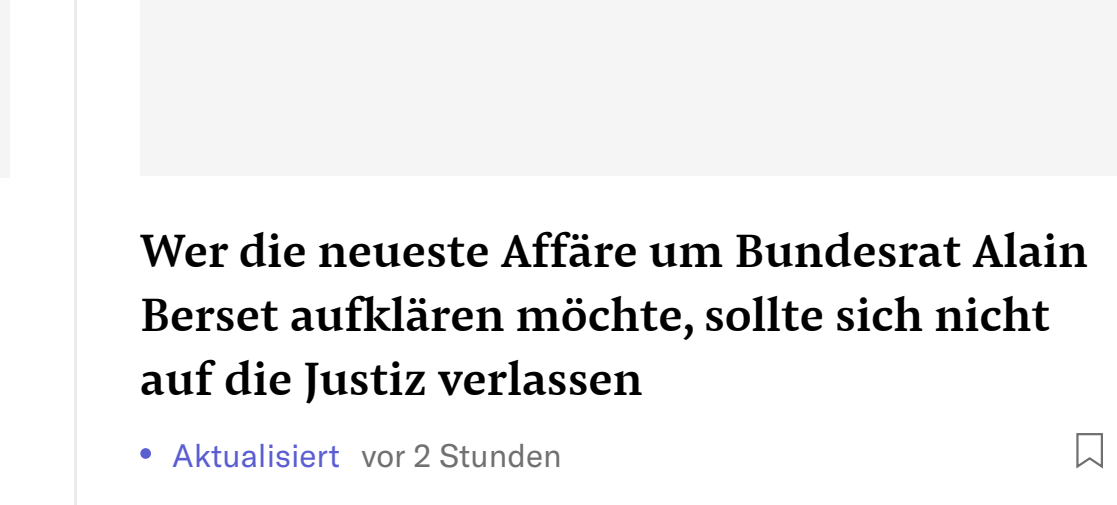 Wer die neueste Affäre um Bundesrat Alain
Berset aufklären möchte, sollte sich nicht
auf die Justiz verlassen
• Aktualisiert vor 2 Stunden